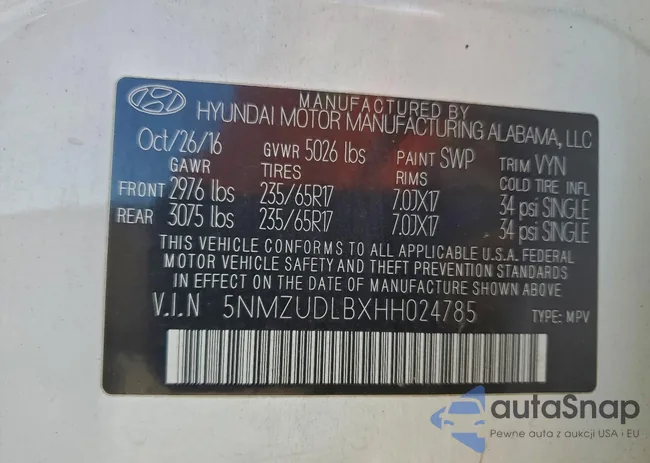 MANUFACTURED BY
HYUNDAI MOTOR MANUFACTURING ALABAMA, LLC
Oct/26/16 GVWR 5026 lbs PAINT SWP TRIM VYN
GAWR TIRES RIMS COLD TIRE INFL
FRONT 2976 lbs 235/65R17 7.0JX17 34 psi SINGLE
REAR 3075 lbs 235/65R17 7.0JX17 34 psi SINGLE
THIS VEHICLE CONFORMS TO ALL APPLICABLE U.S.A. FEDERAL
MOTOR VEHICLE SAFETY AND THEFT PREVENTION STANDARDS
IN EFFECT ON THE DATE OF MANUFACTURE SHOWN ABOVE
V.I.N 5NMZUDLBXHH024785 TYPE: MPV
autaSnap
Pewne auta z aukcji USA i EU